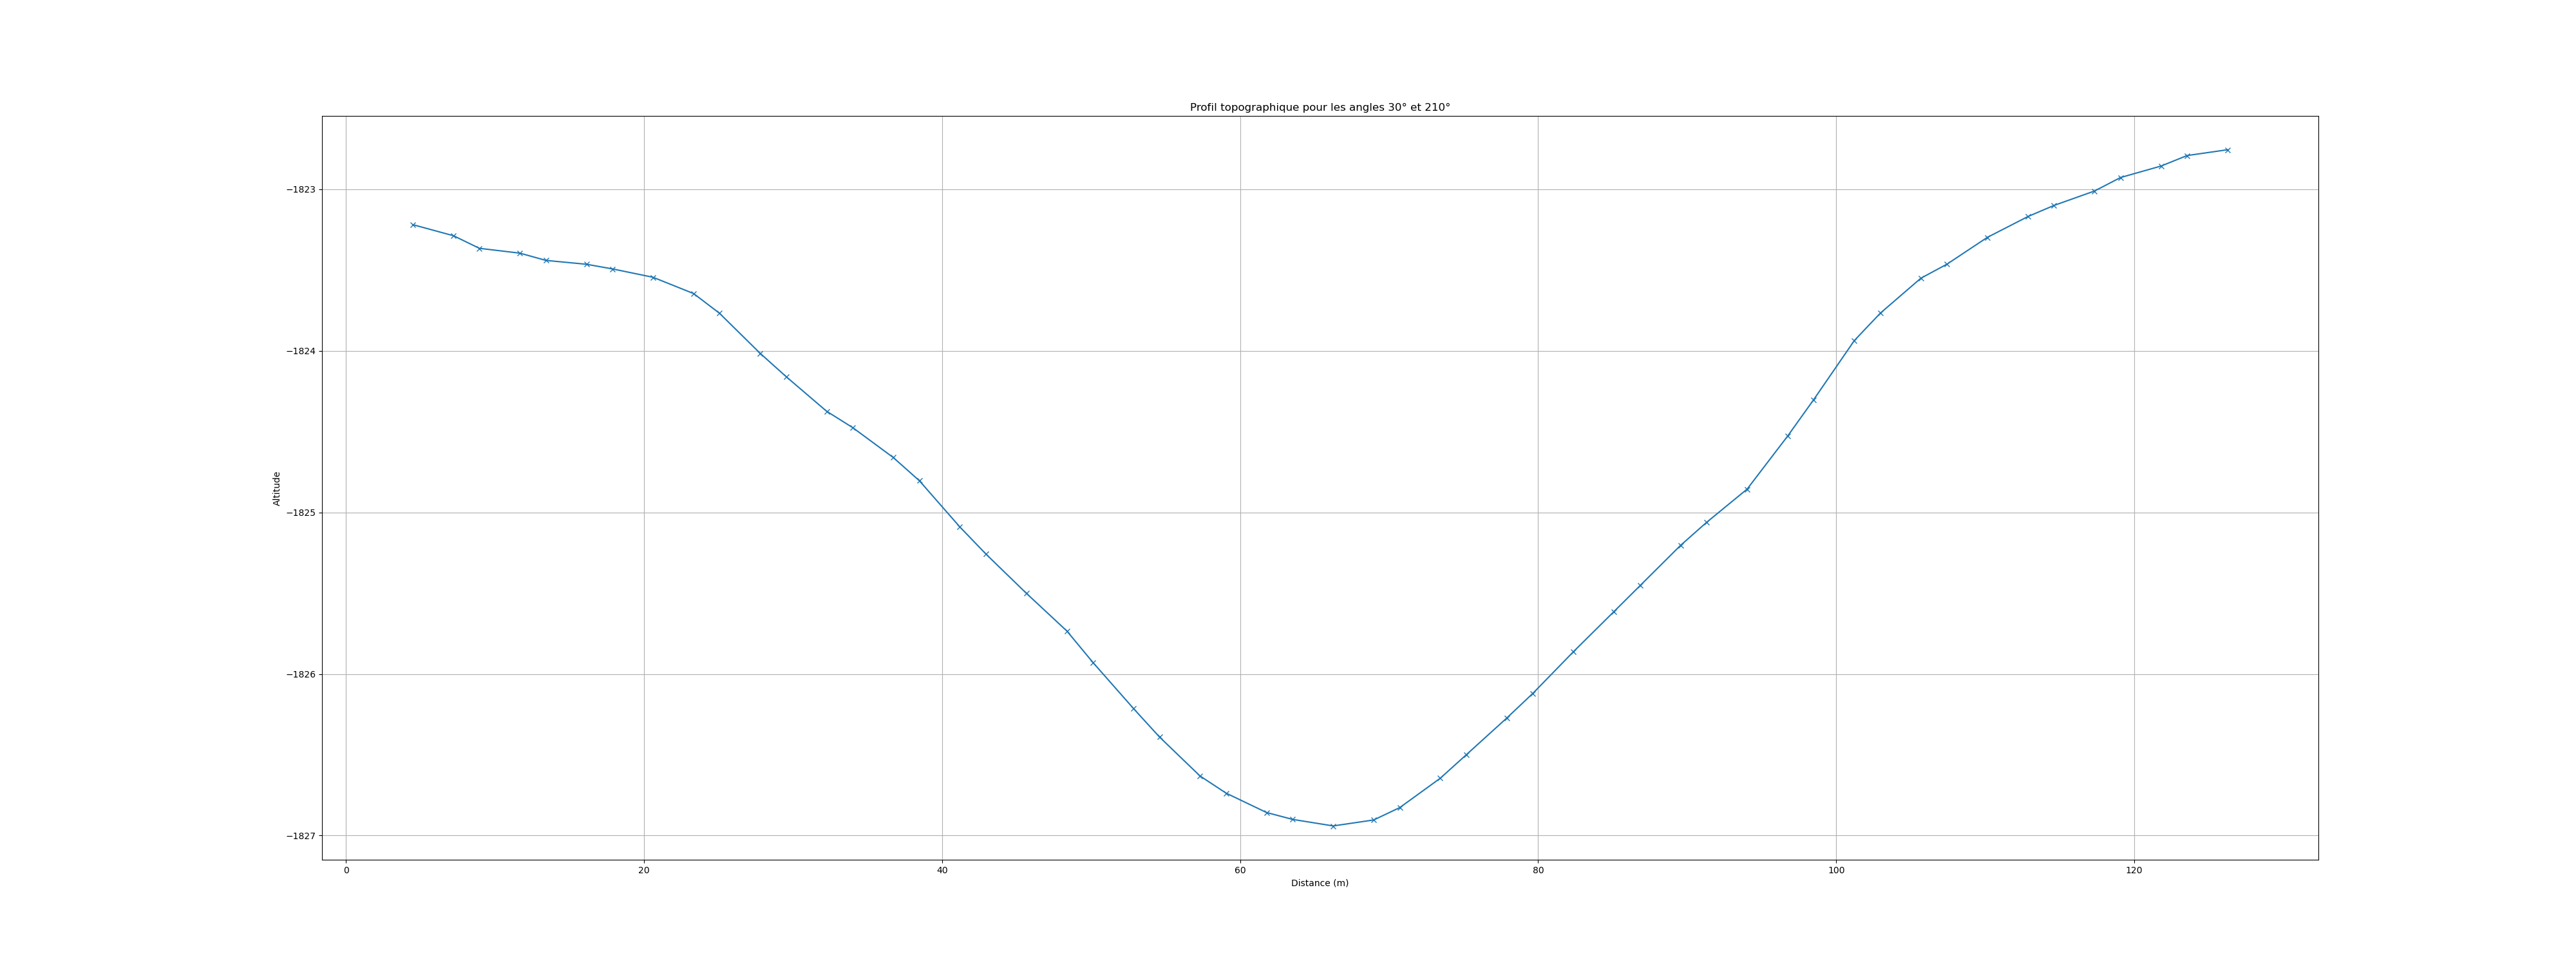 Profil topographique pour les angles 30° et 210°
−1823
−1824
−1825
−1826
−1827
Altitude
0 20 40 60 80 100 120
Distance (m)